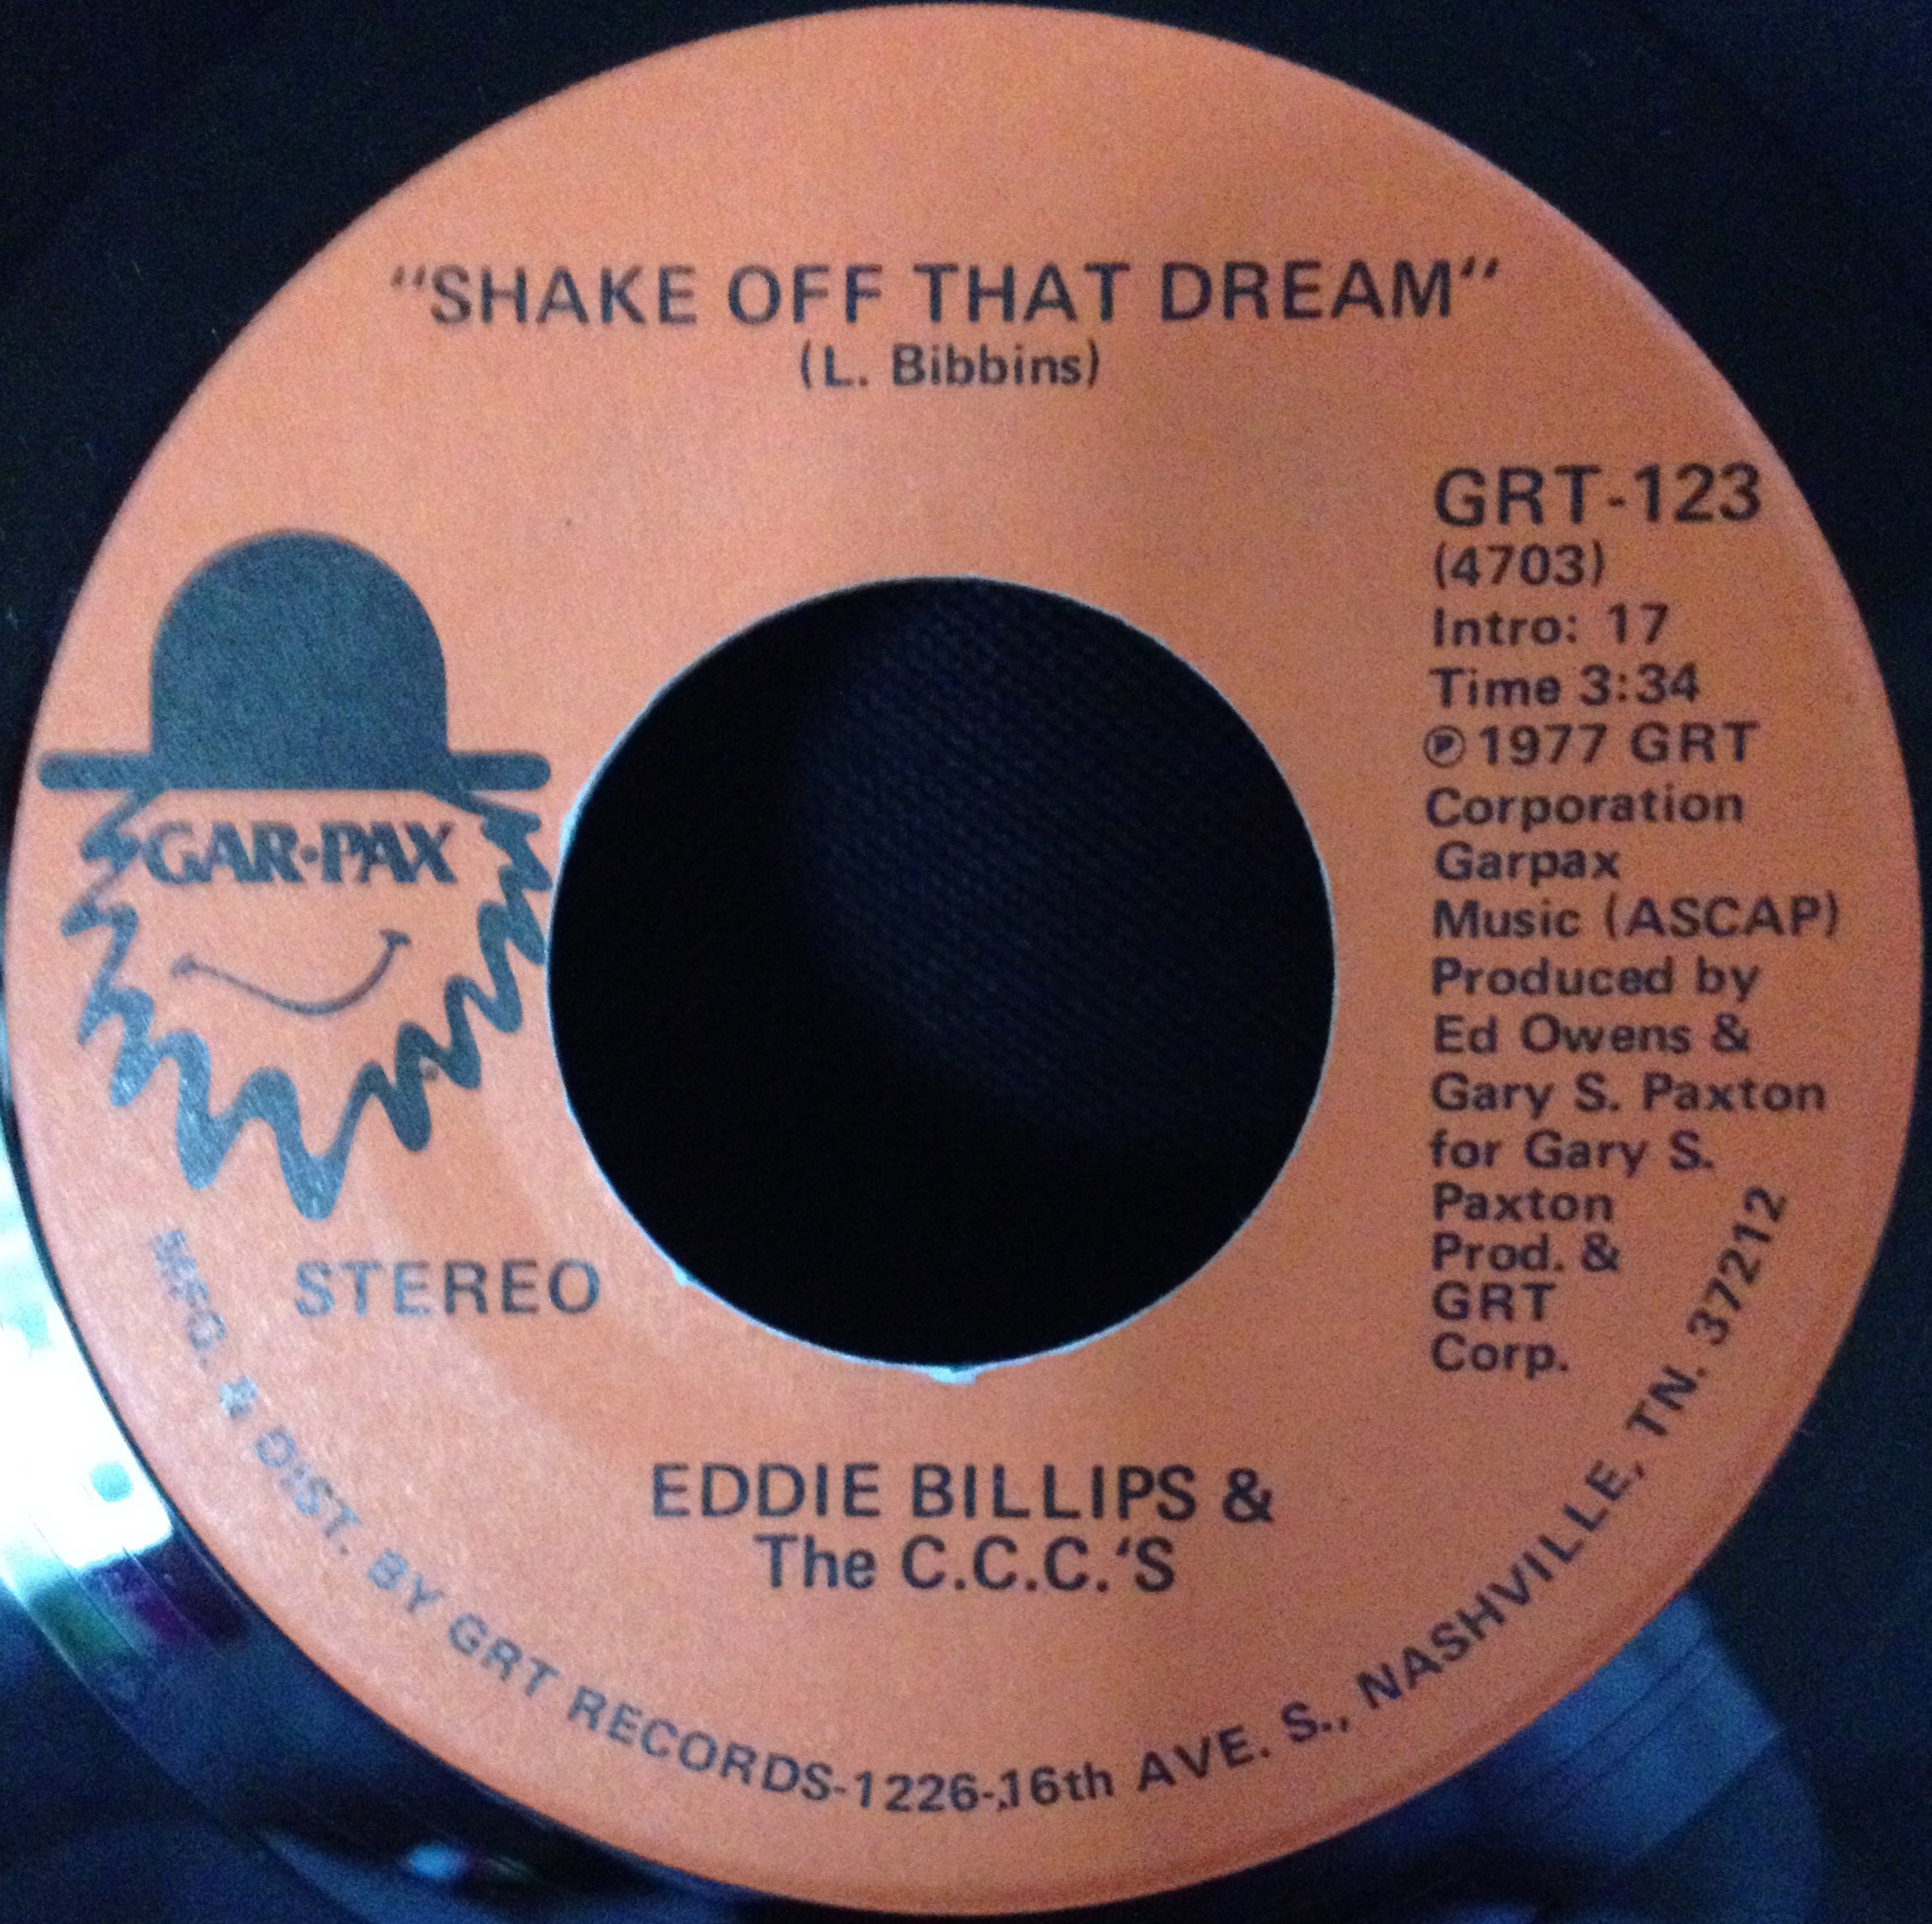 "SHAKE OFF THAT DREAM"
(L. Bibbins)
GRT-123
(4703)
Intro: 17
Time 3:34
℗ 1977 GRT
Corporation
Garpax
Music (ASCAP)
Produced by
Ed Owens &
Gary S. Paxton
for Gary S.
Paxton
Prod. &
GRT
Corp.
GAR•PAX
STEREO
EDDIE BILLIPS &
The C.C.C.'S
MFG. & DIST. BY GRT RECORDS-1226-16th AVE. S., NASHVILLE, TN. 37212